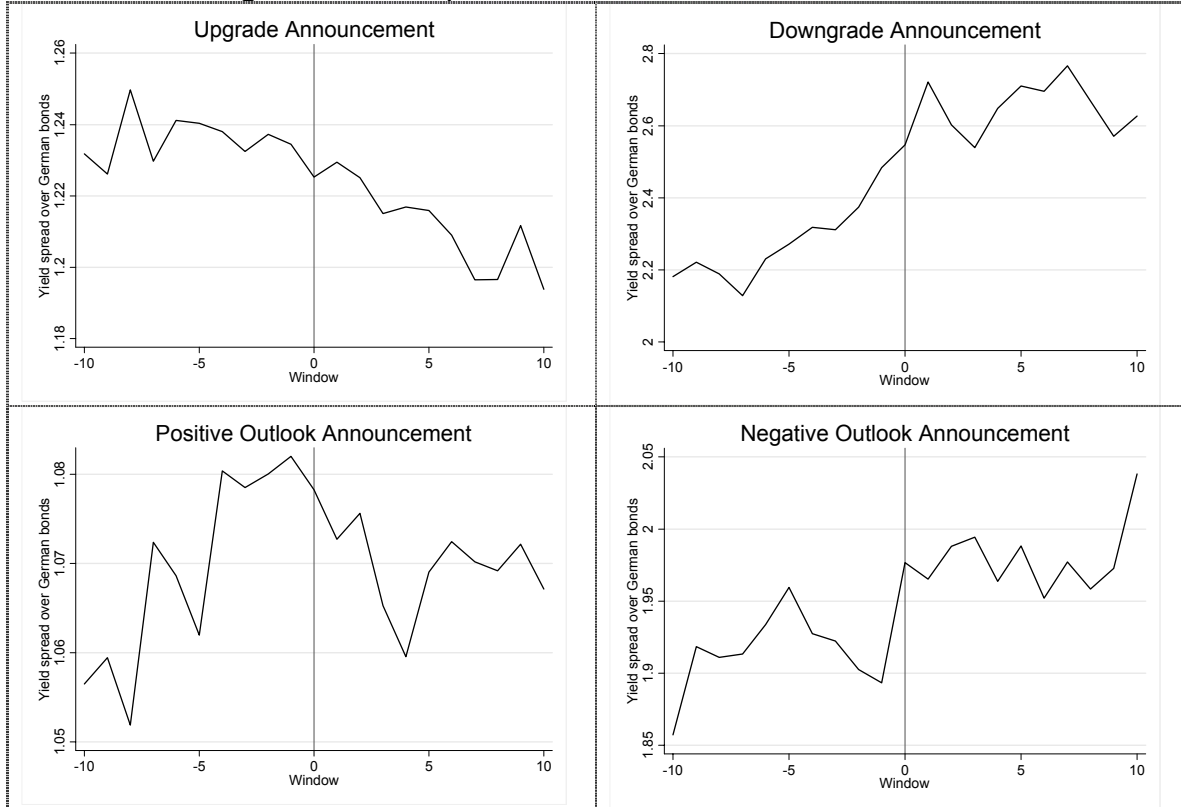 Upgrade Announcement
Yield spread over German bonds
1.26
1.24
1.22
1.2
1.18
-10 -5 0 5 10
Window
Downgrade Announcement
Yield spread over German bonds
2.8
2.6
2.4
2.2
2
-10 -5 0 5 10
Window
Positive Outlook Announcement
Yield spread over German bonds
1.08
1.07
1.06
1.05
-10 -5 0 5 10
Window
Negative Outlook Announcement
Yield spread over German bonds
2.05
2
1.95
1.9
1.85
-10 -5 0 5 10
Window